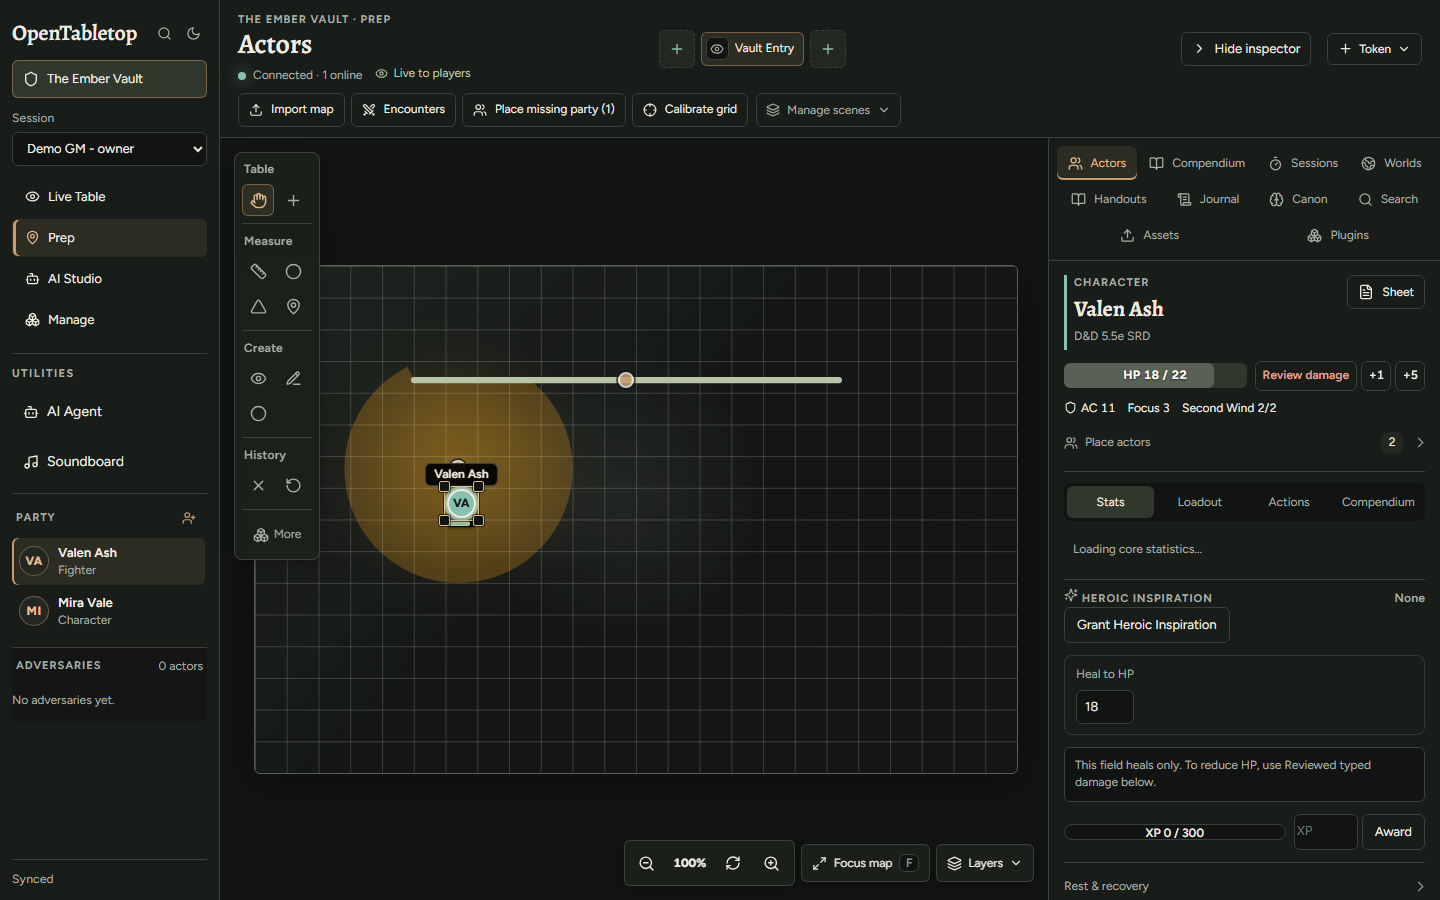 OpenTabletop
The Ember Vault
Session
Demo GM - owner
Live Table
Prep
AI Studio
Manage
UTILITIES
AI Agent
Soundboard
PARTY
VA
Valen Ash
Fighter
MI
Mira Vale
Character
ADVERSARIES
0 actors
No adversaries yet.
Synced
THE EMBER VAULT · PREP
Actors
Connected · 1 online
Live to players
Vault Entry
Hide inspector
Token
Import map
Encounters
Place missing party (1)
Calibrate grid
Manage scenes
Table
Measure
Create
History
More
Valen Ash
VA
100%
Focus map F
Layers
Actors
Compendium
Sessions
Worlds
Handouts
Journal
Canon
Search
Assets
Plugins
CHARACTER
Valen Ash
D&D 5.5e SRD
Sheet
HP 18 / 22
Review damage
+1
+5
AC 11 Focus 3 Second Wind 2/2
Place actors
2
Stats
Loadout
Actions
Compendium
Loading core statistics...
HEROIC INSPIRATION
None
Grant Heroic Inspiration
Heal to HP
18
This field heals only. To reduce HP, use Reviewed typed
damage below.
XP 0 / 300
XP
Award
Rest & recovery